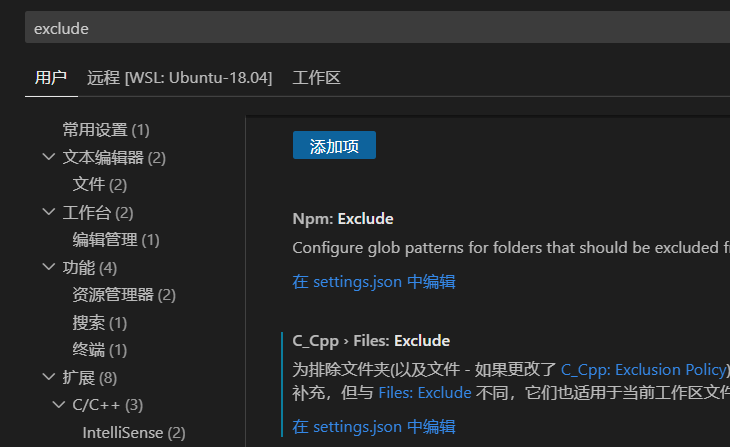 exclude
用户 远程 [WSL: Ubuntu-18.04] 工作区
常用设置 (1)
文本编辑器 (2)
文件 (2)
工作台 (2)
编辑管理 (1)
功能 (4)
资源管理器 (2)
搜索 (1)
终端 (1)
扩展 (8)
C/C++ (3)
IntelliSense (2)
添加项
Npm: Exclude
Configure glob patterns for folders that should be excluded f
在 settings.json 中编辑
C_Cpp › Files: Exclude
为排除文件夹(以及文件 - 如果更改了 C_Cpp: Exclusion Policy)
补充，但与 Files: Exclude 不同，它们也适用于当前工作区文件
在 settings.json 中编辑